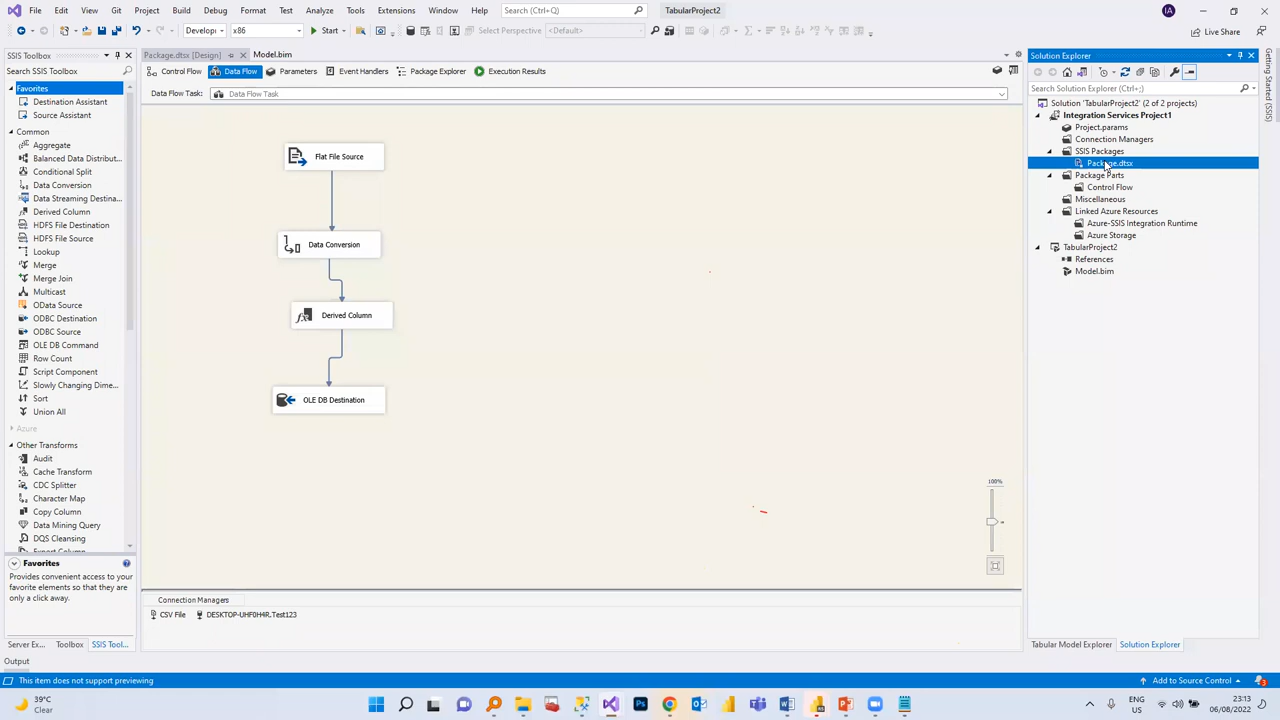 File Edit View Git Project Build Debug Format Test Analyze Tools Extensions Window Help Search (Ctrl+Q) TabularProject2 IA
Develop x86 Start Select Perspective <Default> Live Share
SSIS Toolbox
Search SSIS Toolbox
Favorites
Destination Assistant
Source Assistant
Common
Aggregate
Balanced Data Distribut...
Conditional Split
Data Conversion
Data Streaming Destina...
Derived Column
HDFS File Destination
HDFS File Source
Lookup
Merge
Merge Join
Multicast
OData Source
ODBC Destination
ODBC Source
OLE DB Command
Row Count
Script Component
Slowly Changing Dime...
Sort
Union All
Azure
Other Transforms
Audit
Cache Transform
CDC Splitter
Character Map
Copy Column
Data Mining Query
DQS Cleansing
Export Column
Favorites
Provides convenient access to your
favorite elements so that they are
only a click away.
Server Ex... Toolbox SSIS Tool...
Output
Package.dtsx [Design] Model.bim
Control Flow Data Flow Parameters Event Handlers Package Explorer Execution Results
Data Flow Task: Data Flow Task
Flat File Source
Data Conversion
Derived Column
OLE DB Destination
100%
Connection Managers
CSV File DESKTOP-UHF0H4R.Test123
Solution Explorer
Search Solution Explorer (Ctrl+;)
Solution 'TabularProject2' (2 of 2 projects)
Integration Services Project1
Project.params
Connection Managers
SSIS Packages
Package.dtsx
Package Parts
Control Flow
Miscellaneous
Linked Azure Resources
Azure-SSIS Integration Runtime
Azure Storage
TabularProject2
References
Model.bim
Tabular Model Explorer Solution Explorer
Getting Started (SSIS)
This item does not support previewing
Add to Source Control
39°C
Clear
ENG
US
23:13
06/08/2022